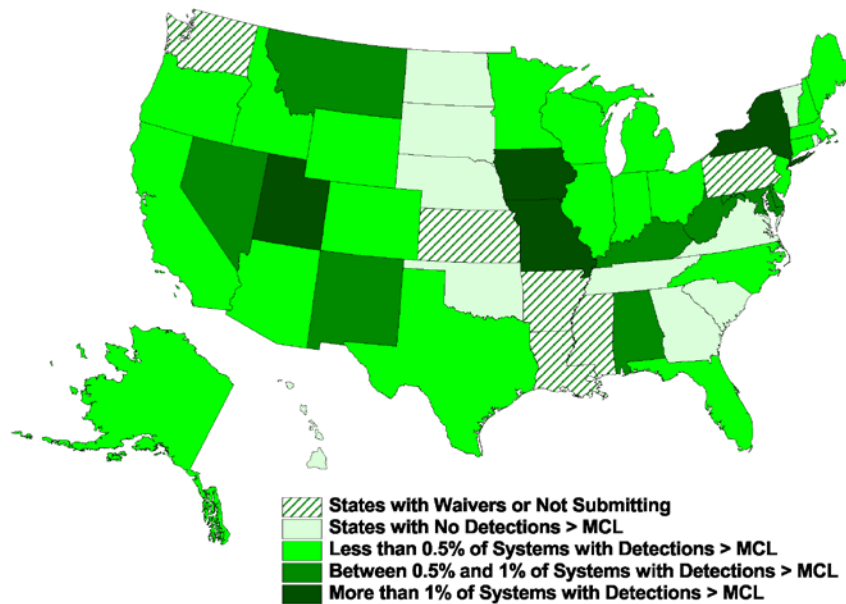 States with Waivers or Not Submitting
States with No Detections > MCL
Less than 0.5% of Systems with Detections > MCL
Between 0.5% and 1% of Systems with Detections > MCL
More than 1% of Systems with Detections > MCL